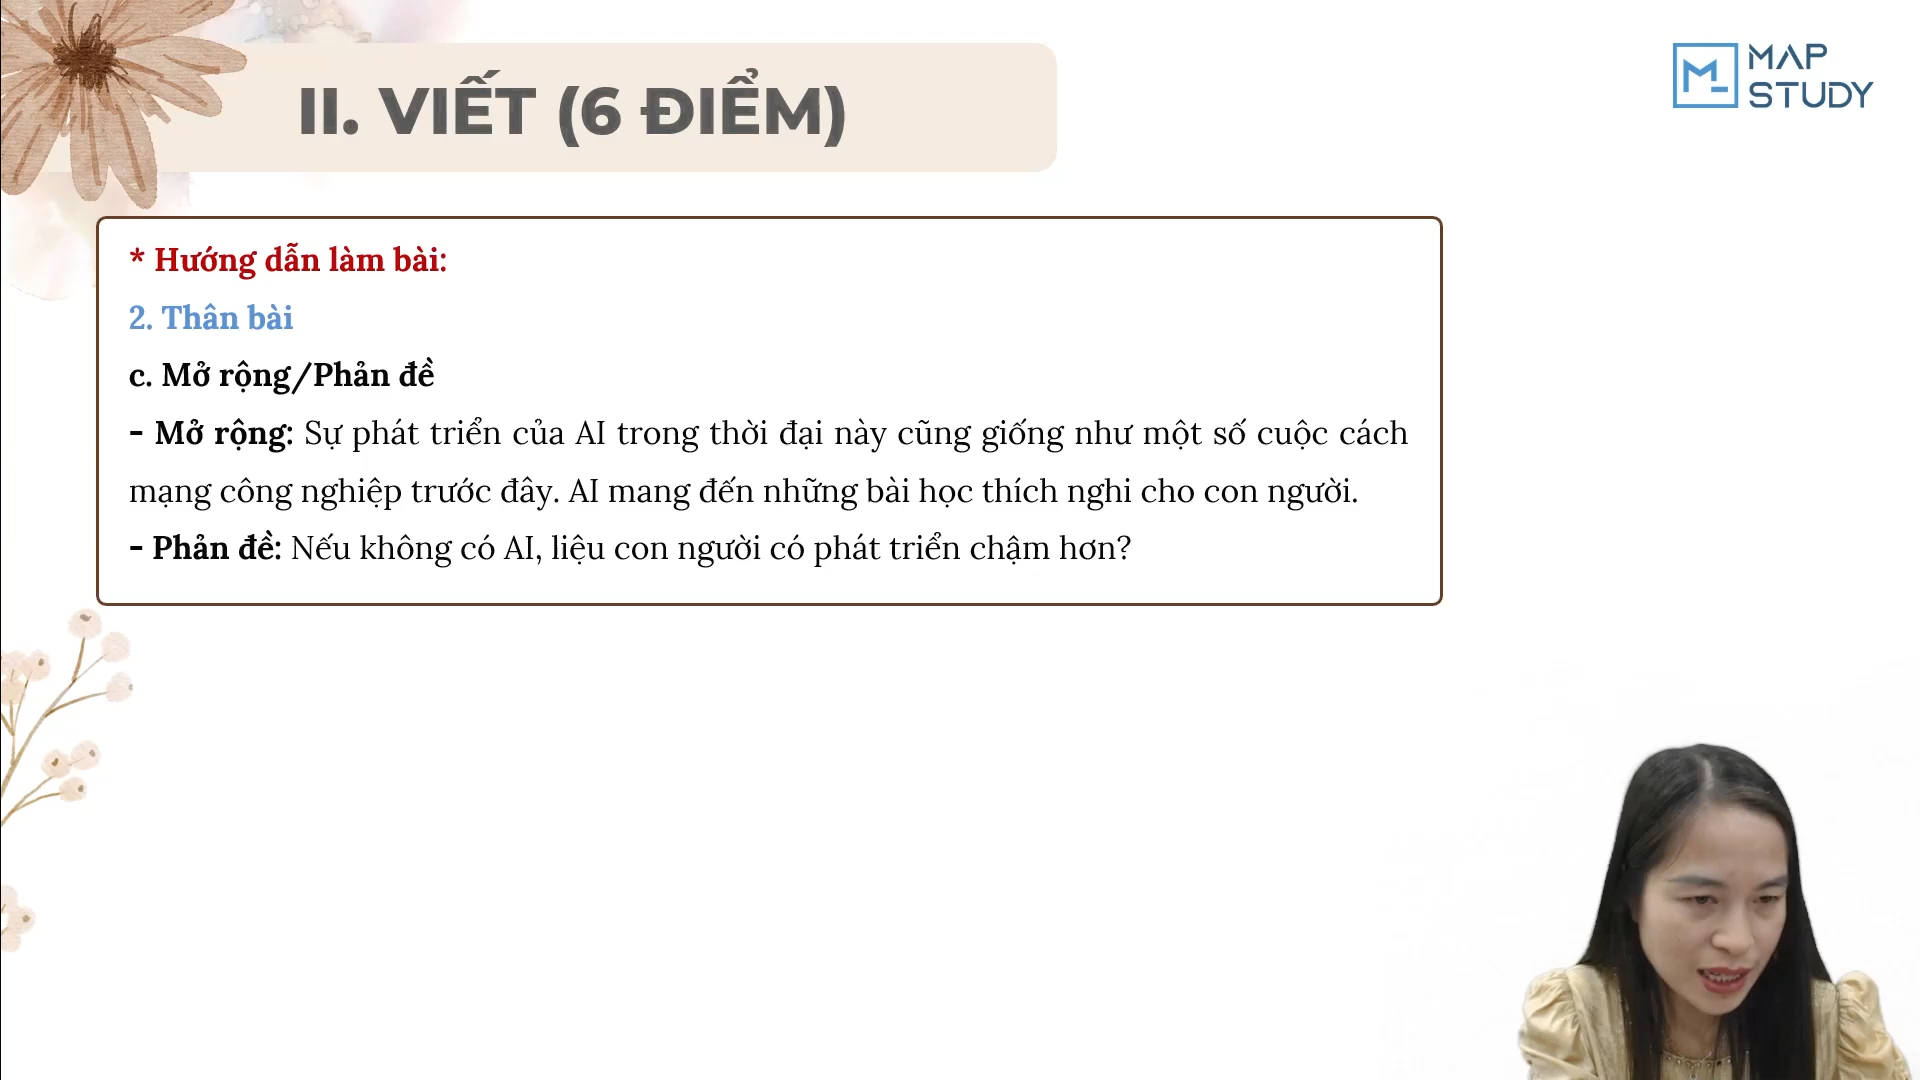 II. VIẾT (6 ĐIỂM)
MAP
STUDY
* Hướng dẫn làm bài:
2. Thân bài
c. Mở rộng/Phản đề
- Mở rộng: Sự phát triển của AI trong thời đại này cũng giống như một số cuộc cách
mạng công nghiệp trước đây. AI mang đến những bài học thích nghi cho con người.
- Phản đề: Nếu không có AI, liệu con người có phát triển chậm hơn?